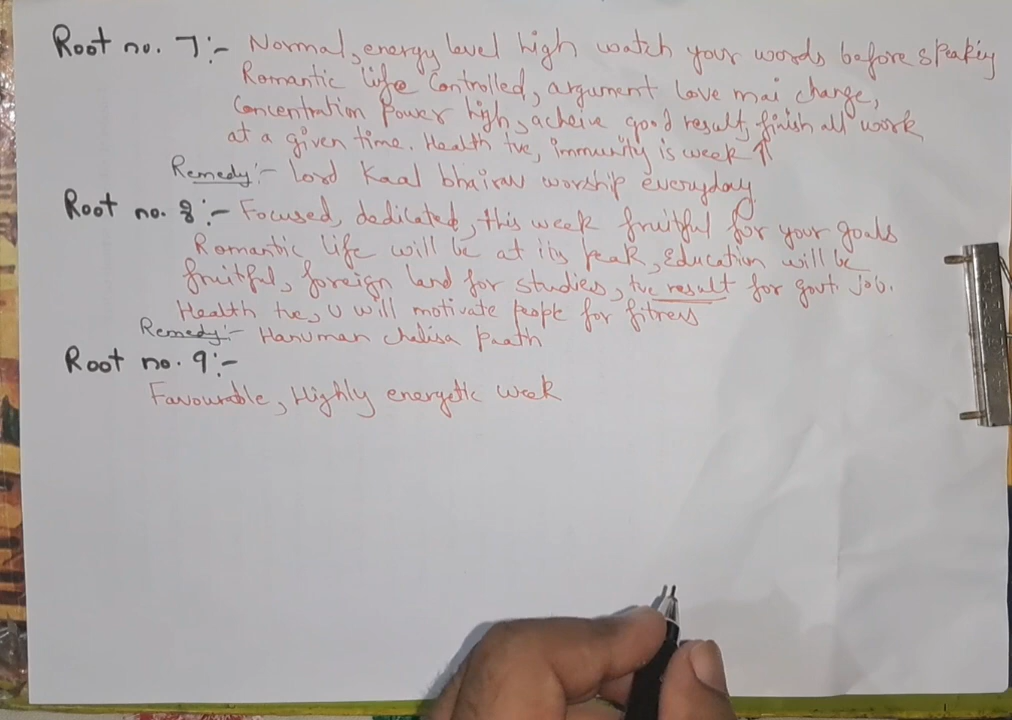 Root no. 7:- Normal, energy level high watch your words before speaking
Romantic life controlled, argument love mai change,
Concentration Power high, acheive good result, finish all work
at a given time. Health tve, immunity is week ↑
Remedy:- Lord Kaal bhairav worship everyday
Root no. 8:- Focused, dedicated, this week fruitful for your goals
Romantic life will be at its peak, Education will be
fruitful, foreign land for studies, tve result for govt. job.
Health tve, U will motivate people for fitness
Remedy:- Hanuman chalisa Paath
Root no. 9:-
Favourable, Highly energetic week